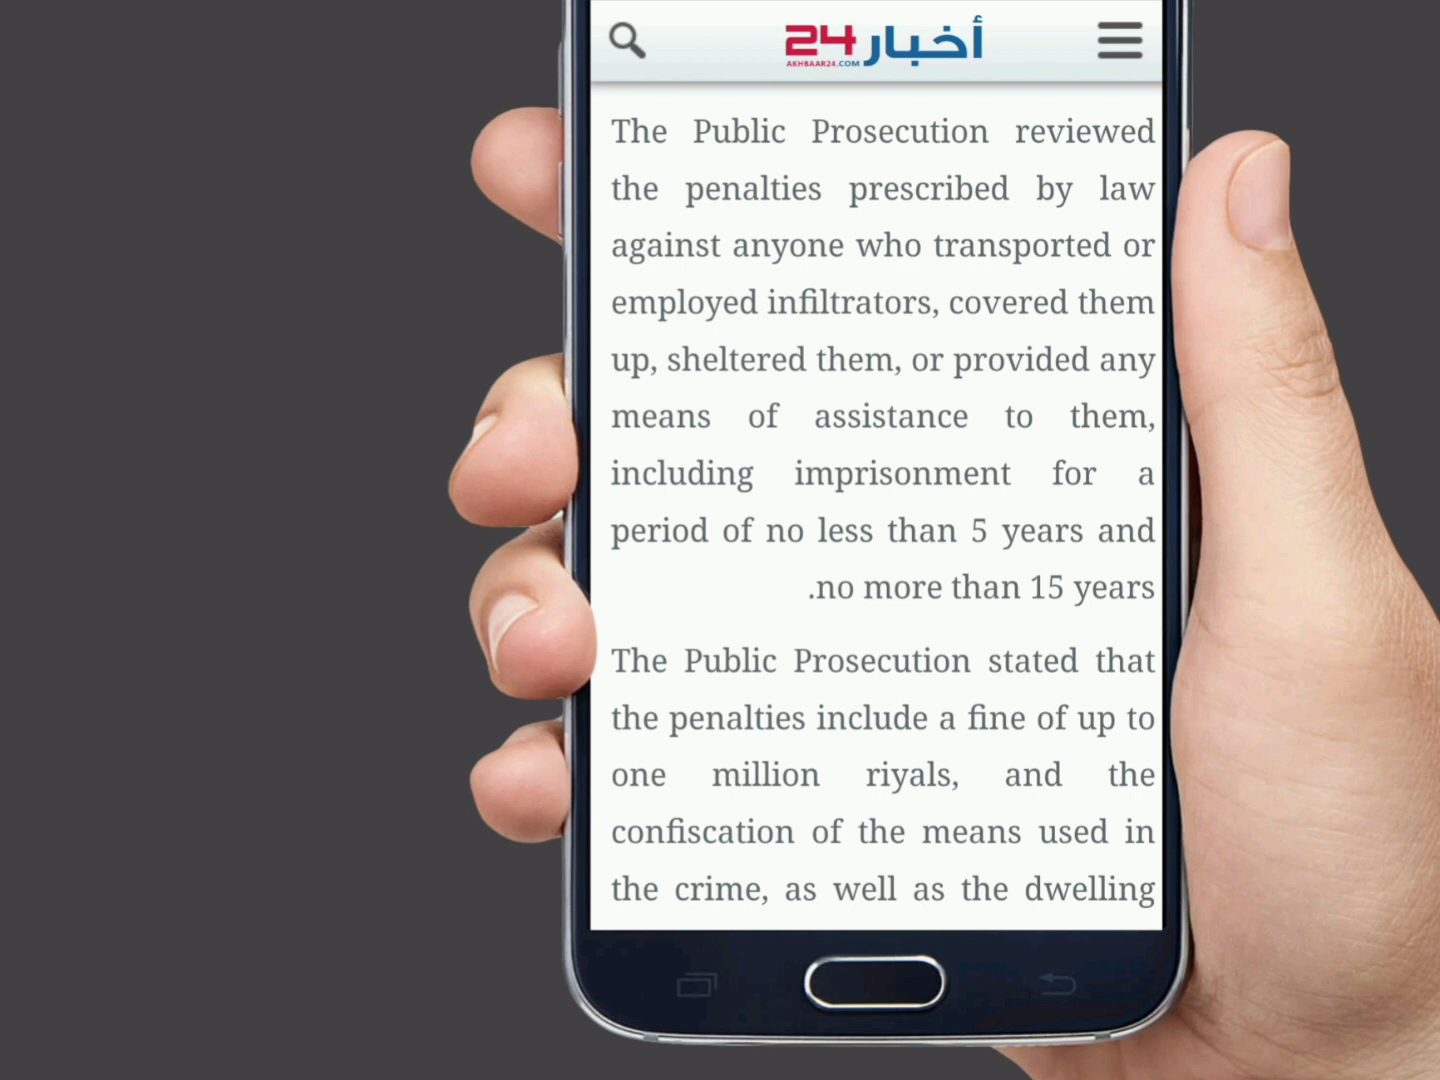 24 أخبار
AKHBAAR24.COM
The Public Prosecution reviewed
the penalties prescribed by law
against anyone who transported or
employed infiltrators, covered them
up, sheltered them, or provided any
means of assistance to them,
including imprisonment for a
period of no less than 5 years and
.no more than 15 years
The Public Prosecution stated that
the penalties include a fine of up to
one million riyals, and the
confiscation of the means used in
the crime, as well as the dwelling